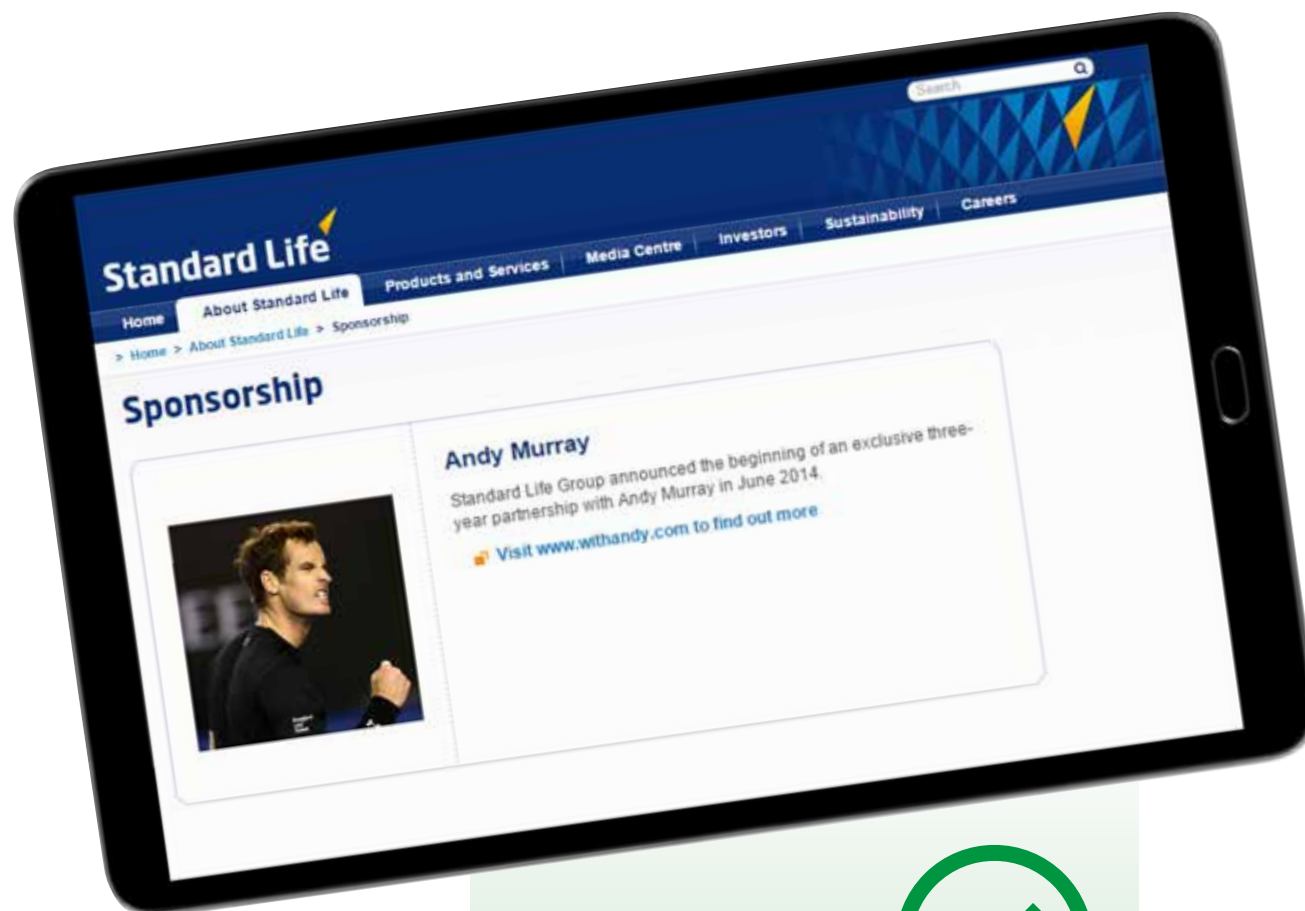 Search
Standard Life
Home About Standard Life Products and Services Media Centre Investors Sustainability Careers
> Home > About Standard Life > Sponsorship
Sponsorship
Andy Murray
Standard Life Group announced the beginning of an exclusive three-
year partnership with Andy Murray in June 2014.
Visit www.withandy.com to find out more